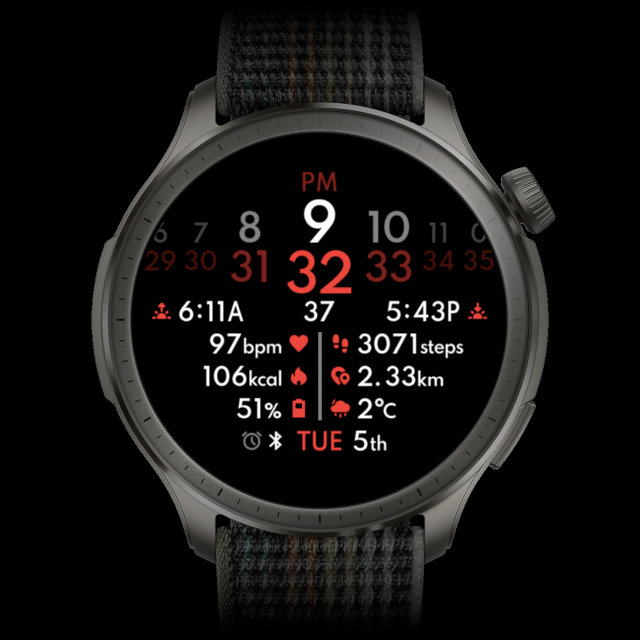 PM
6 7 8 9 10 11 0
29 30 31 32 33 34 35
6:11A 37 5:43P
97bpm 3071steps
106kcal 2.33km
51% 2°C
TUE 5th